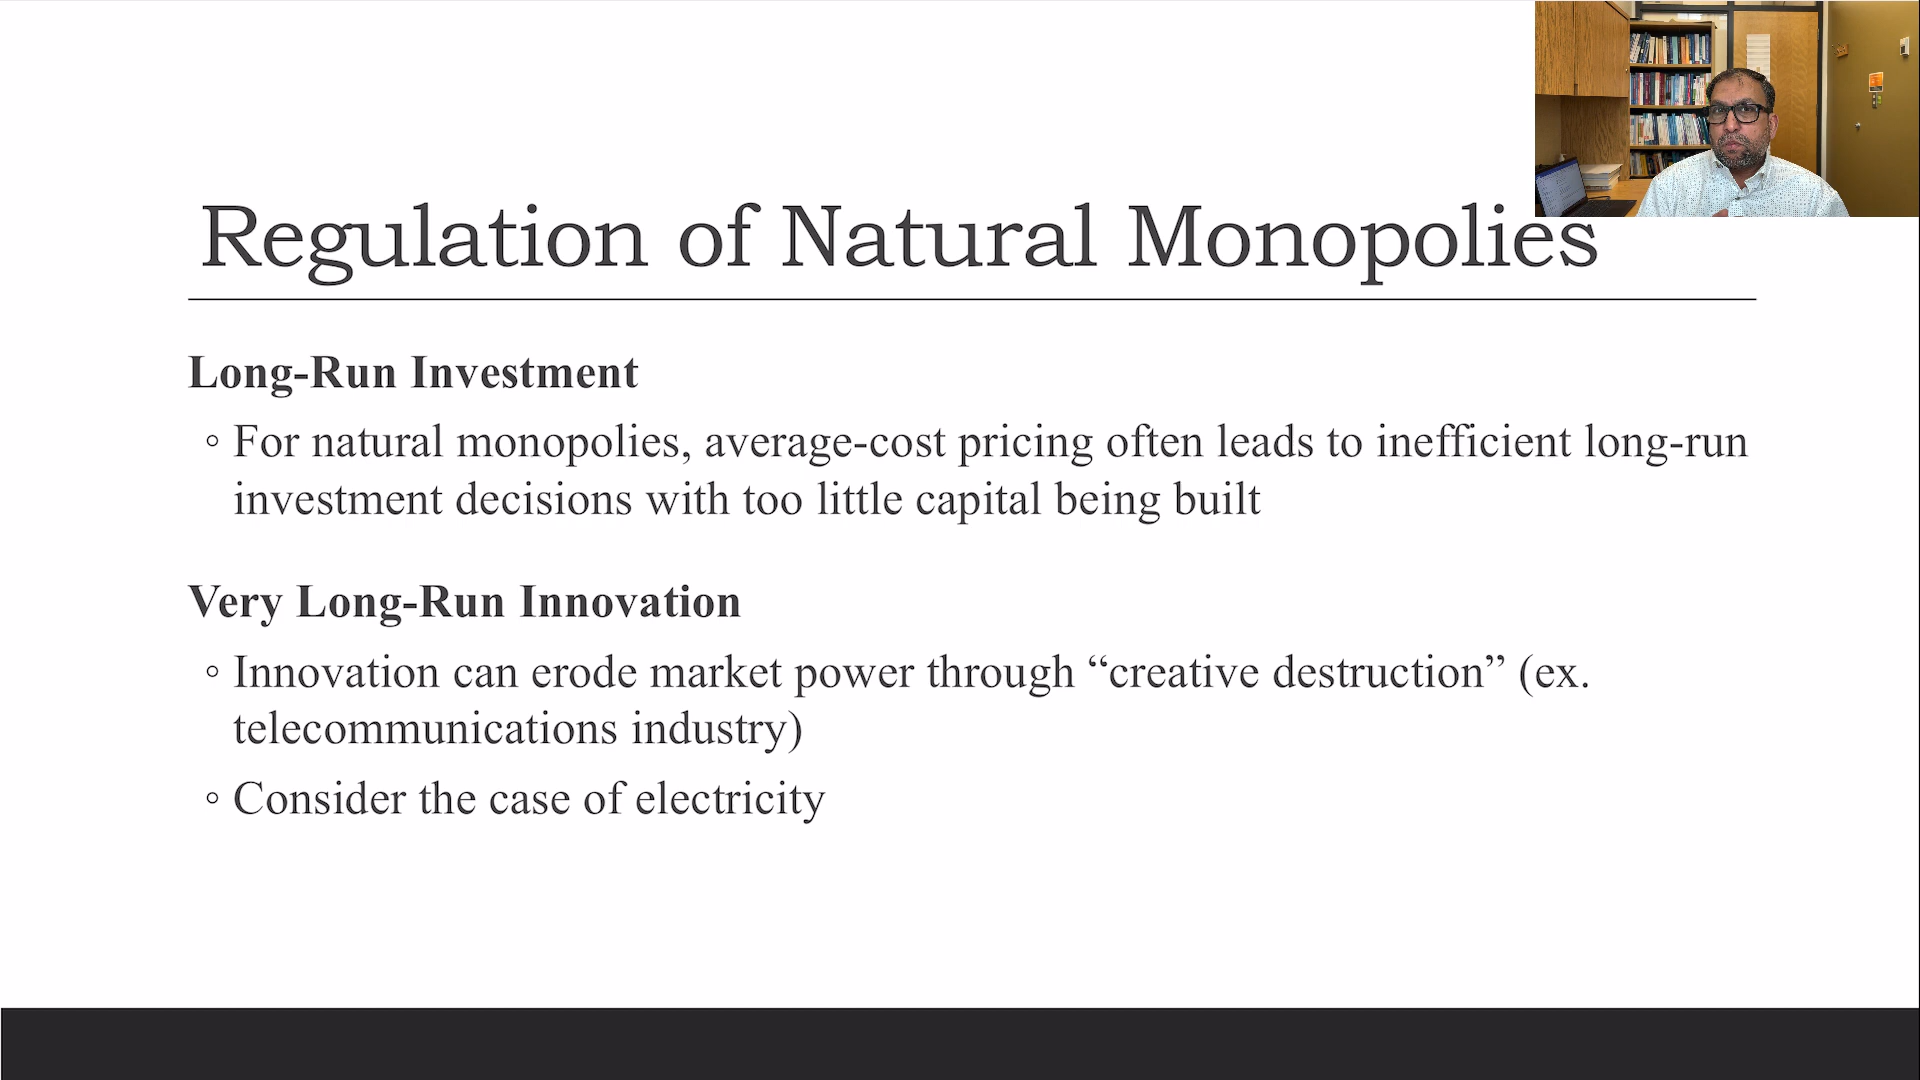 Regulation of Natural Monopolies
Long-Run Investment
◦ For natural monopolies, average-cost pricing often leads to inefficient long-run
investment decisions with too little capital being built
Very Long-Run Innovation
◦ Innovation can erode market power through “creative destruction” (ex.
telecommunications industry)
◦ Consider the case of electricity